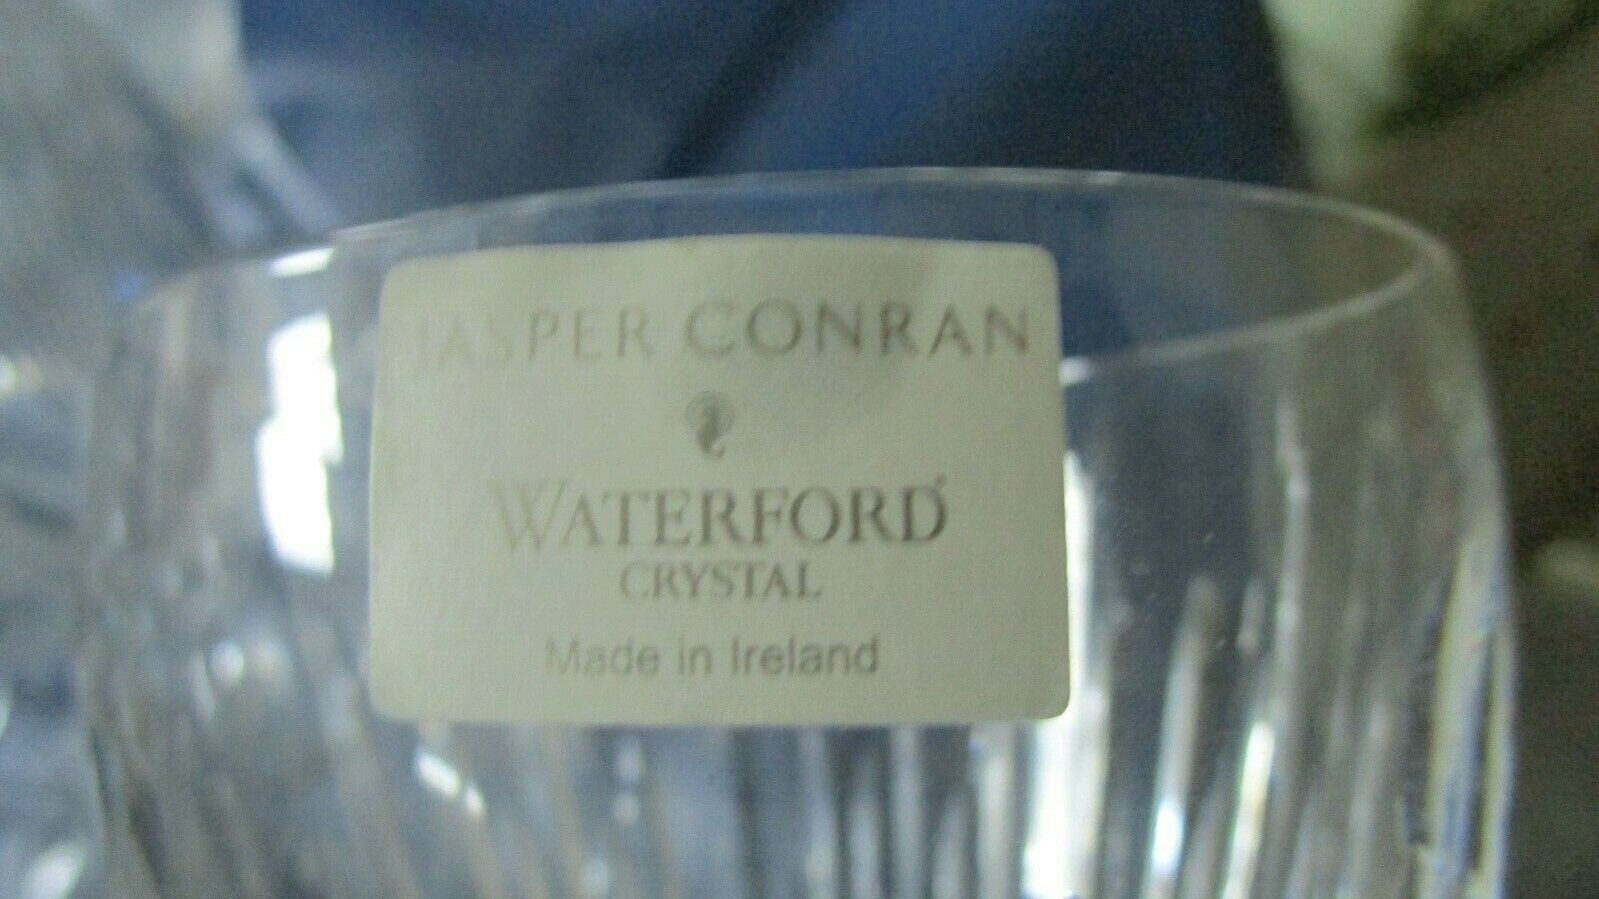 JASPER CONRAN
WATERFORD
CRYSTAL
Made in Ireland